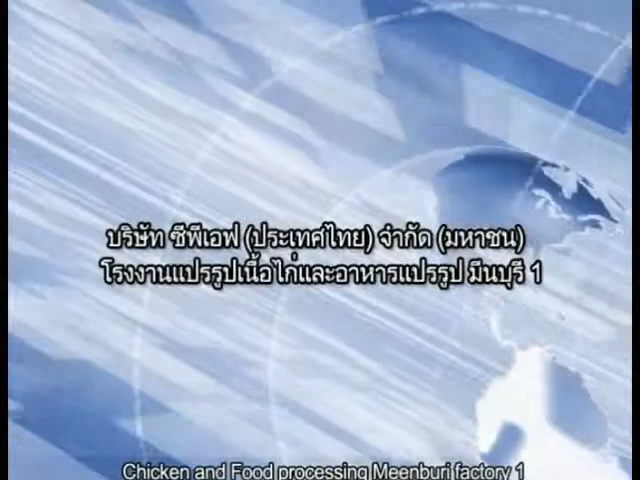 บริษัท ซีพีเอฟ (ประเทศไทย) จำกัด (มหาชน)
โรงงานแปรรูปเนื้อไก่และอาหารแปรรูป มีนบุรี 1
Chicken and Food processing Meenburi factory 1